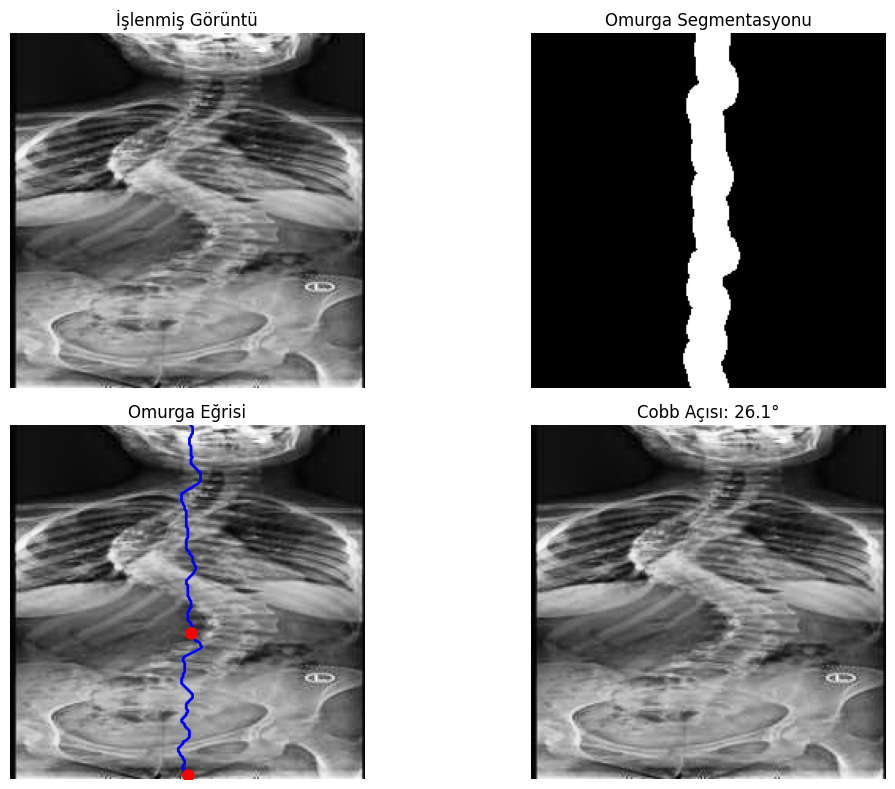 İşlenmiş Görüntü
Omurga Segmentasyonu
Omurga Eğrisi
Cobb Açısı: 26.1°